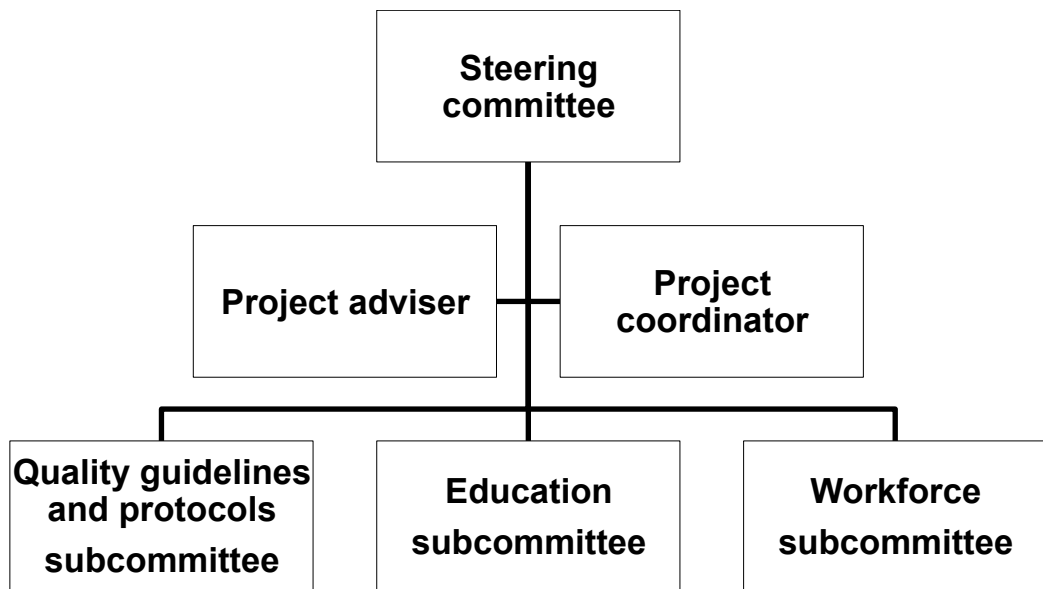 Steering
committee
Project adviser
Project
coordinator
Quality guidelines
and protocols
subcommittee
Education
subcommittee
Workforce
subcommittee